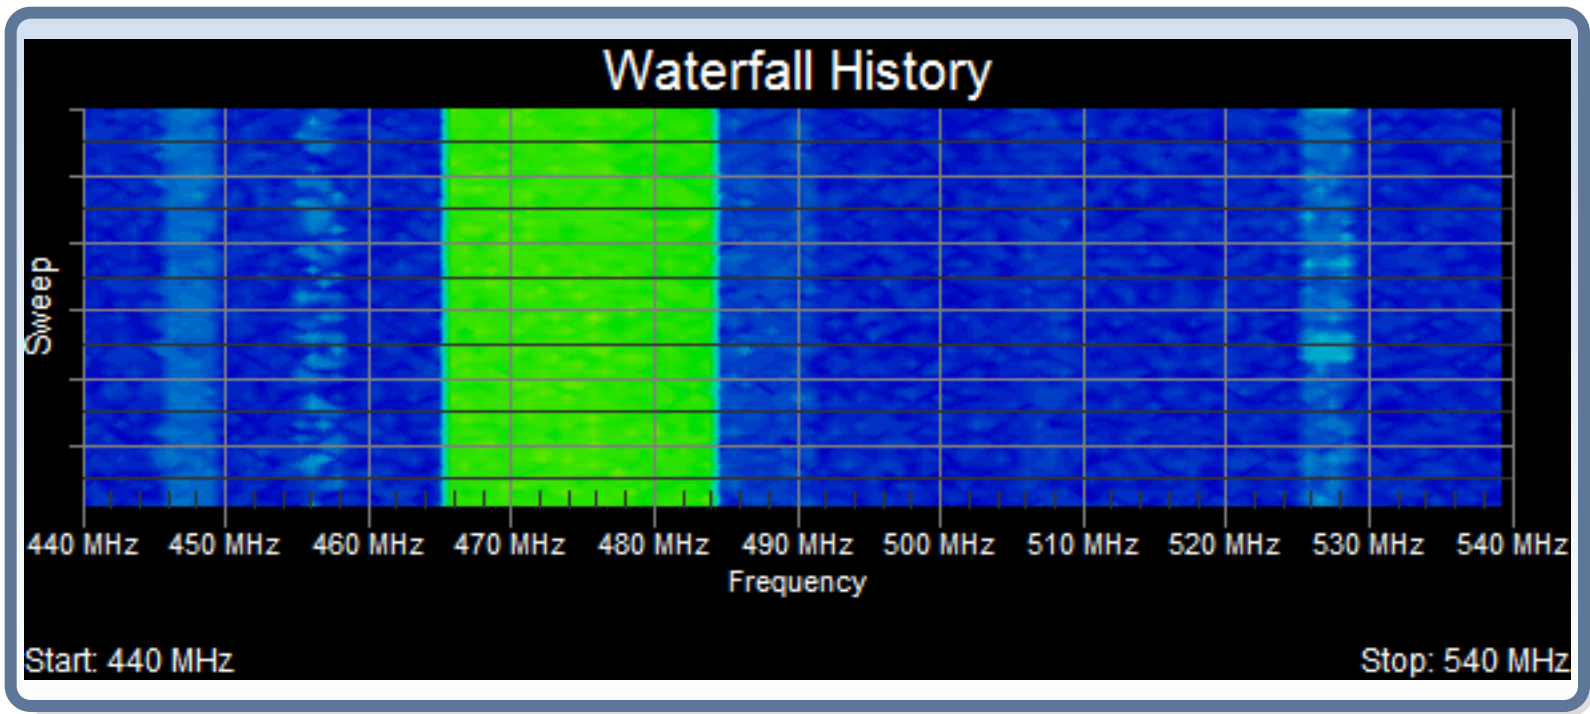 Waterfall History
Sweep
440 MHz 450 MHz 460 MHz 470 MHz 480 MHz 490 MHz 500 MHz 510 MHz 520 MHz 530 MHz 540 MHz
Frequency
Start: 440 MHz Stop: 540 MHz